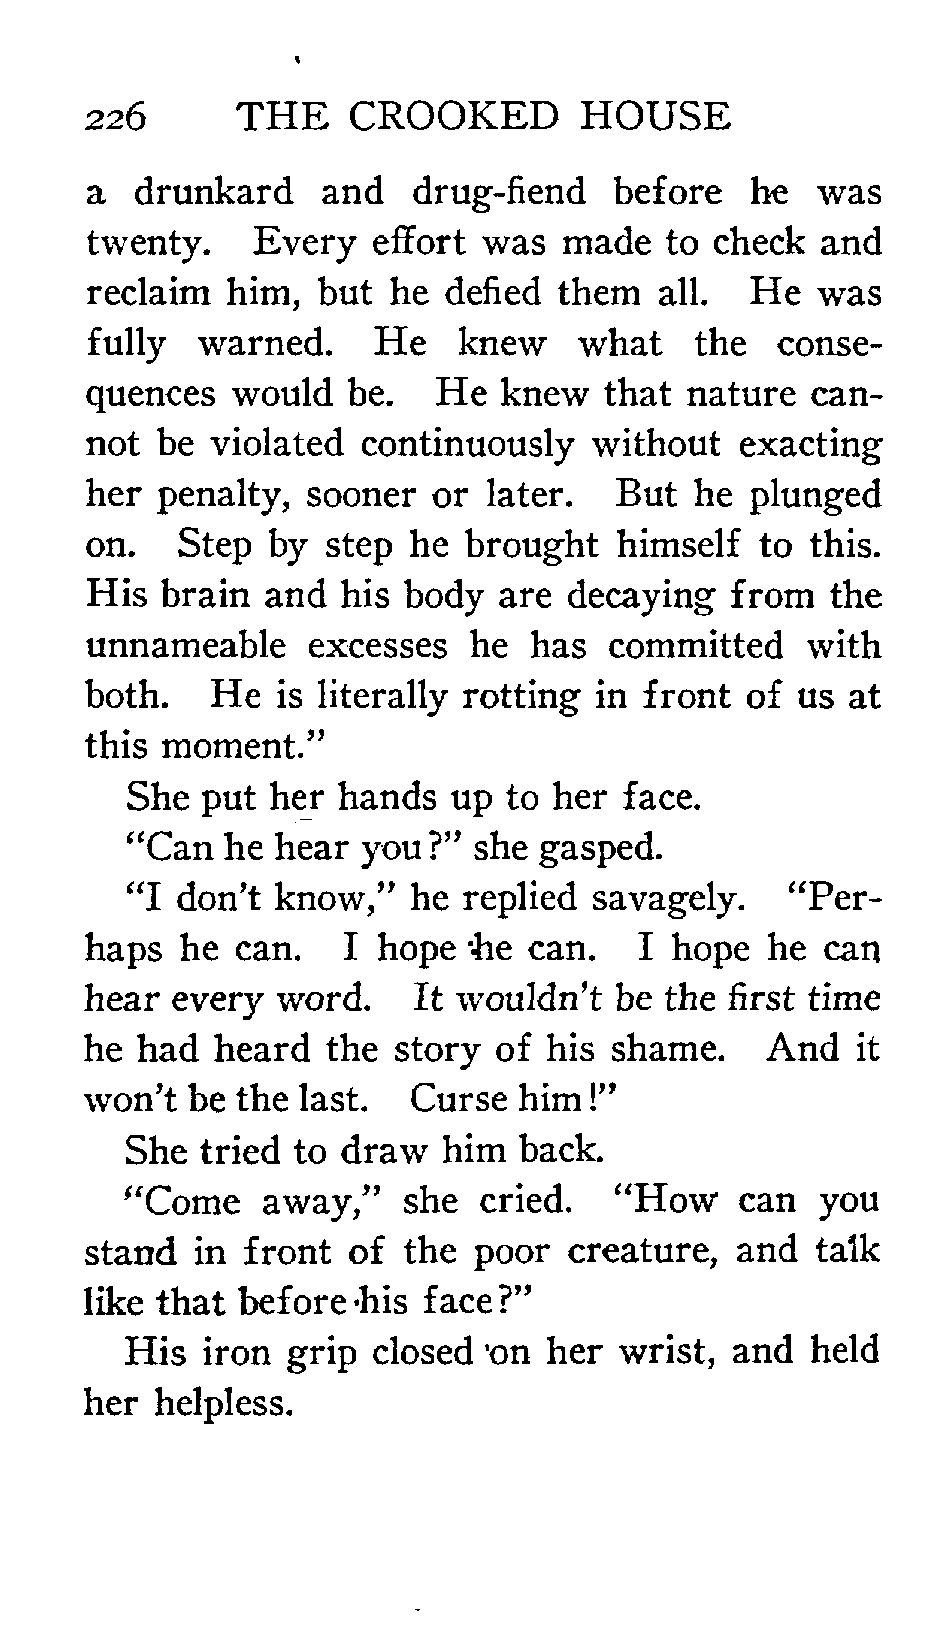 226 THE CROOKED HOUSE
a drunkard and drug-fiend before he was
twenty. Every effort was made to check and
reclaim him, but he defied them all. He was
fully warned. He knew what the conse-
quences would be. He knew that nature can-
not be violated continuously without exacting
her penalty, sooner or later. But he plunged
on. Step by step he brought himself to this.
His brain and his body are decaying from the
unnameable excesses he has committed with
both. He is literally rotting in front of us at
this moment."
She put her hands up to her face.
"Can he hear you?" she gasped.
"I don't know," he replied savagely. "Per-
haps he can. I hope he can. I hope he can
hear every word. It wouldn't be the first time
he had heard the story of his shame. And it
won't be the last. Curse him!"
She tried to draw him back.
"Come away," she cried. "How can you
stand in front of the poor creature, and talk
like that before his face?"
His iron grip closed on her wrist, and held
her helpless.